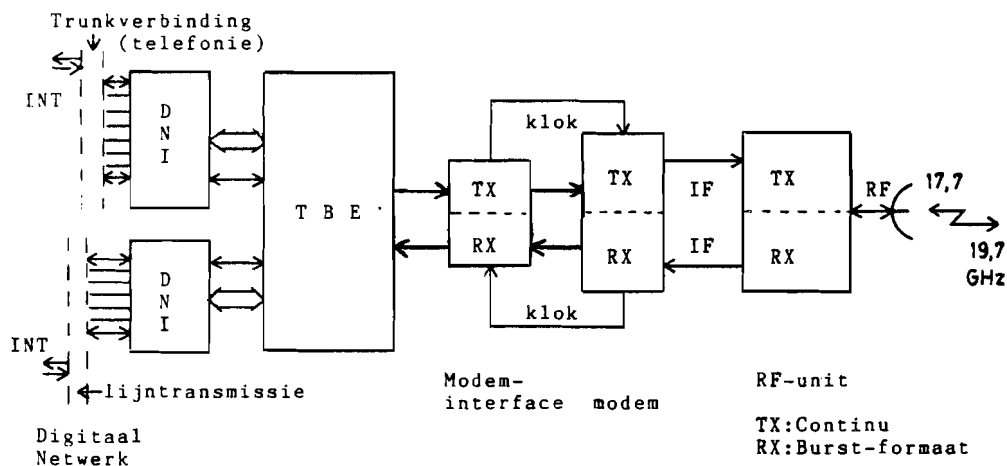 Trunkverbinding
(telefonie)
INT
D
N
I
T B E
klok
TX
RX
TX
RX
klok
IF
IF
TX
RX
RF
17,7
19,7
GHz
D
N
I
INT
lijntransmissie
Digitaal
Netwerk
Modem-
interface modem
RF-unit
TX:Continu
RX:Burst-formaat